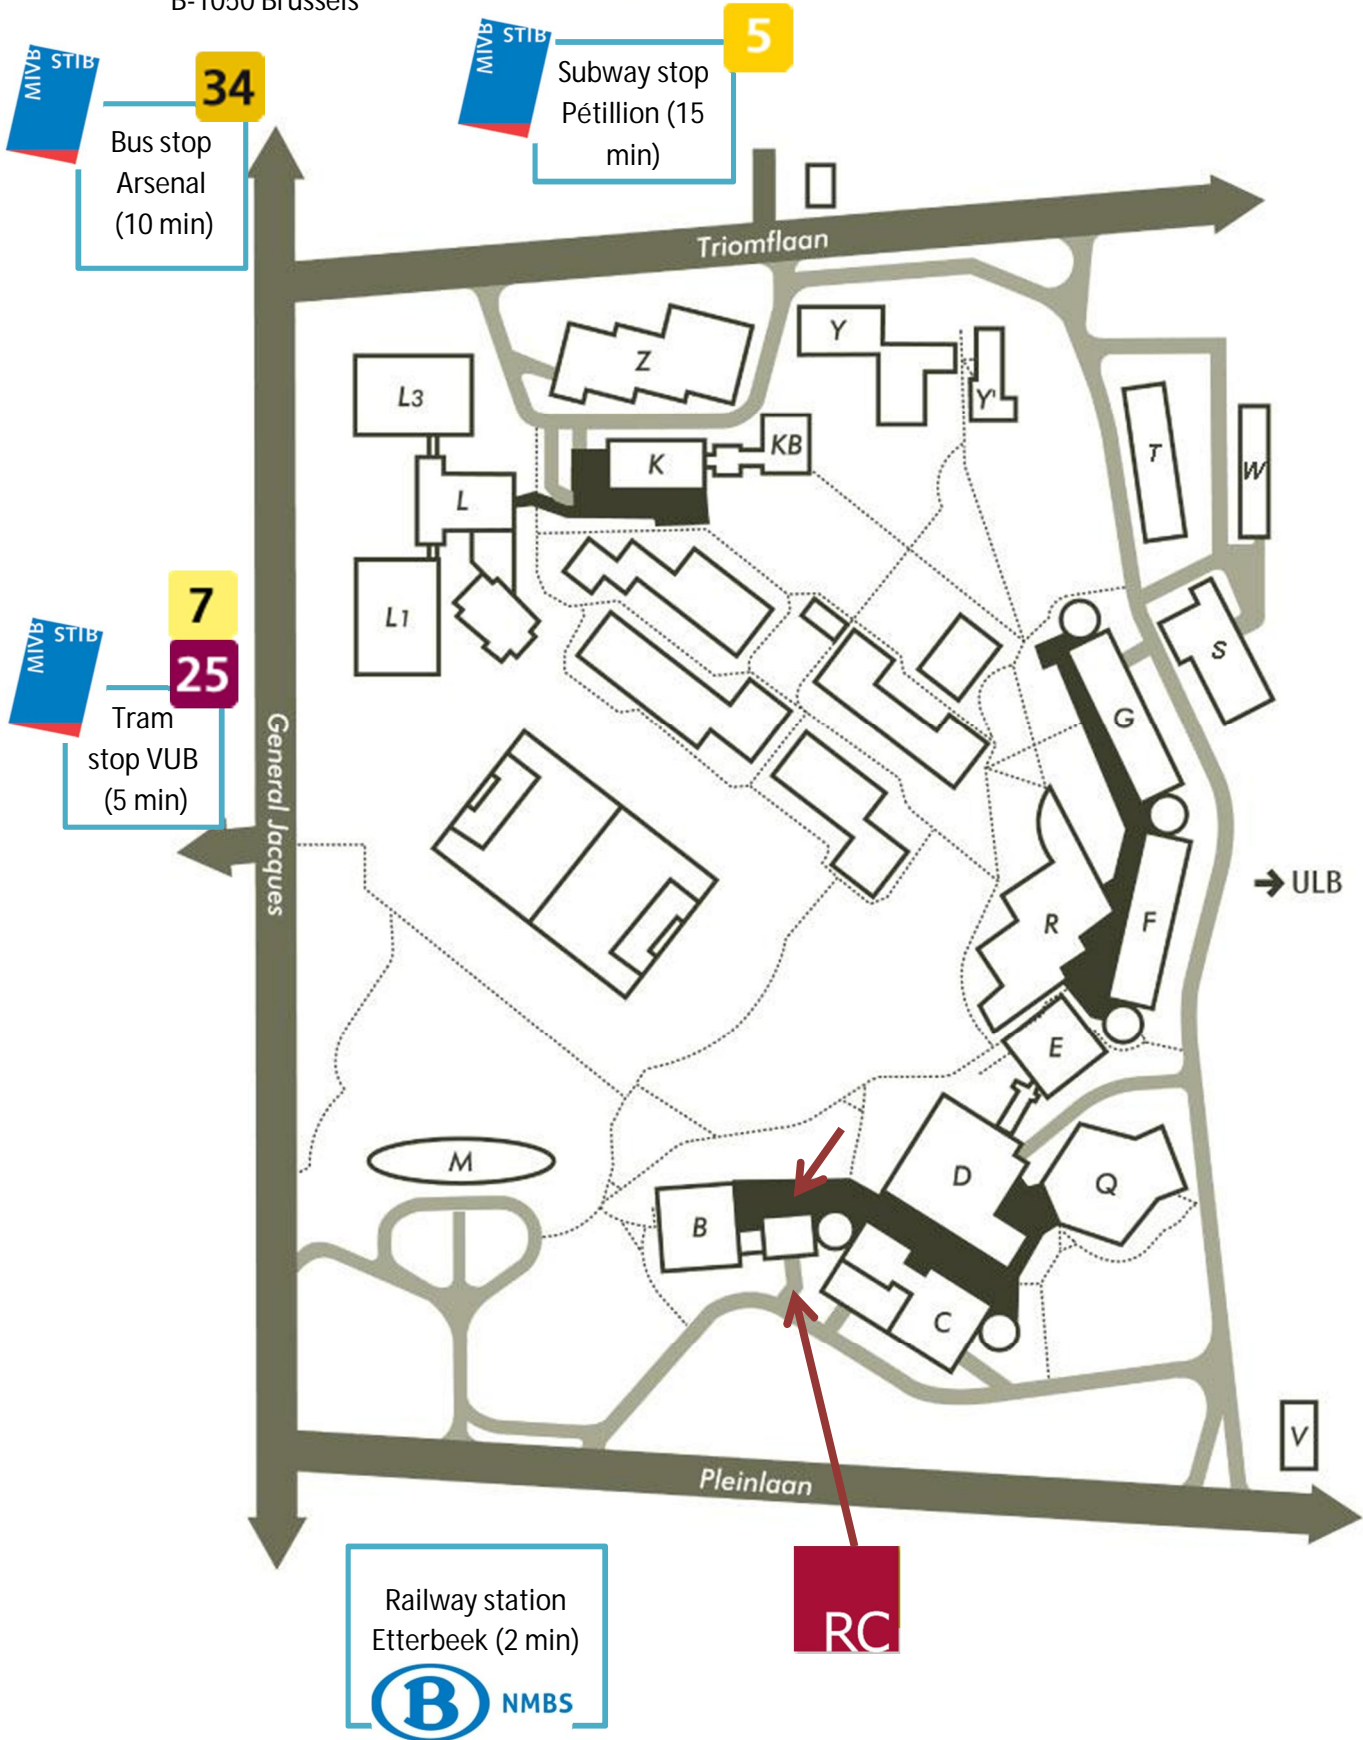 B-1050 Brussels
MIVB
STIB
34
Bus stop
Arsenal
(10 min)
MIVB
STIB
5
Subway stop
Pétillion (15
min)
Triomflaan
Z
Y
Y'
L3
K
KB
T
W
L
L1
S
MIVB
STIB
7
25
Tram
stop VUB
(5 min)
General Jacques
G
R
F
→ ULB
E
M
D
Q
B
C
V
Pleinlaan
Railway station
Etterbeek (2 min)
B
NMBS
RC